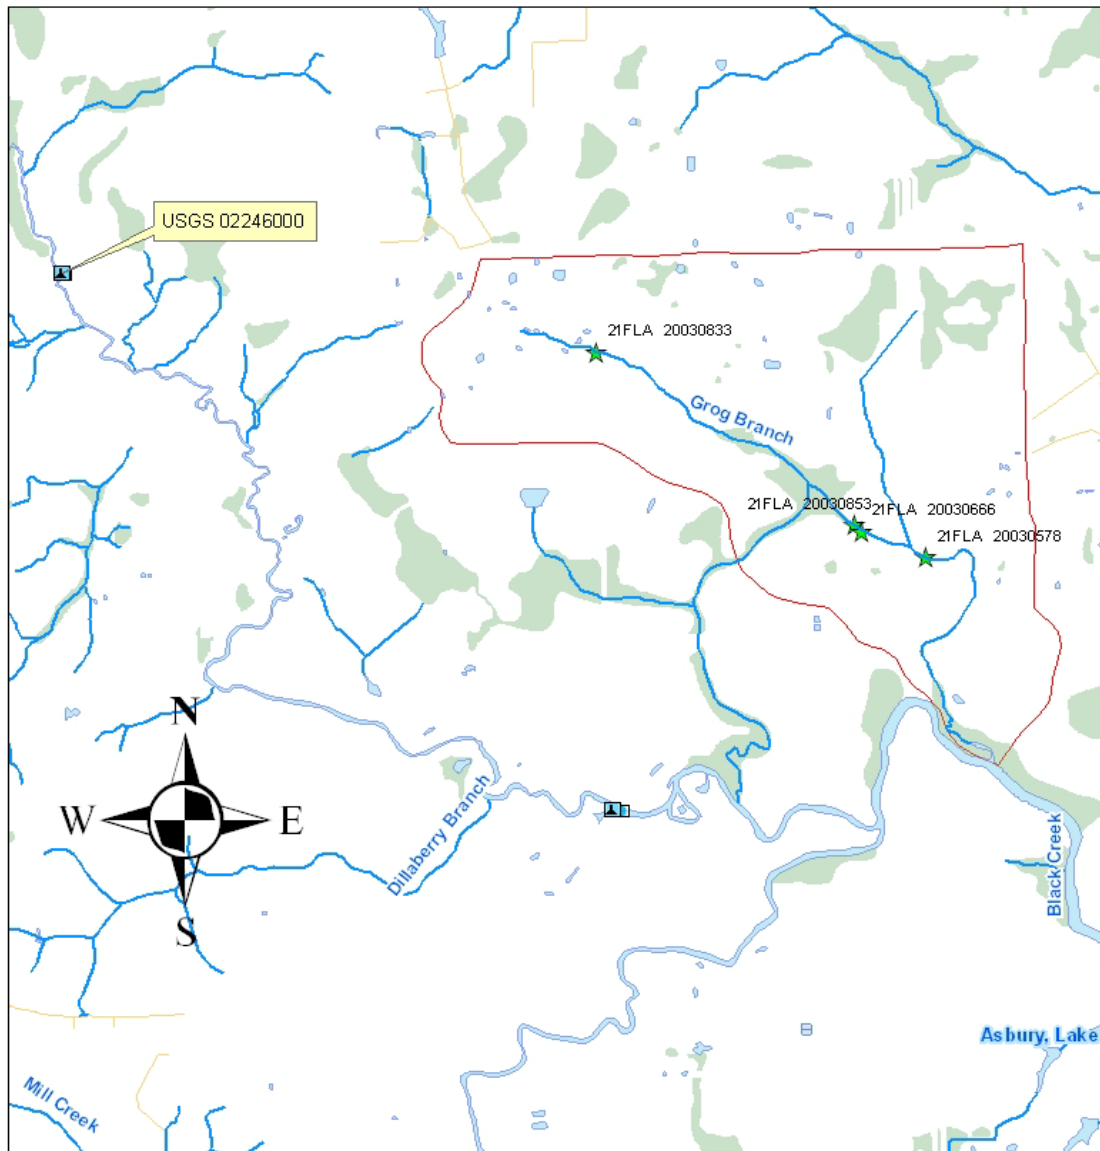 USGS 02246000
21FLA 20030833
Grog Branch
21FLA 20030853
21FLA 20030666
21FLA 20030578
N
W
E
S
Dillaberry Branch
Black Creek
Asbury, Lake
Mill Creek